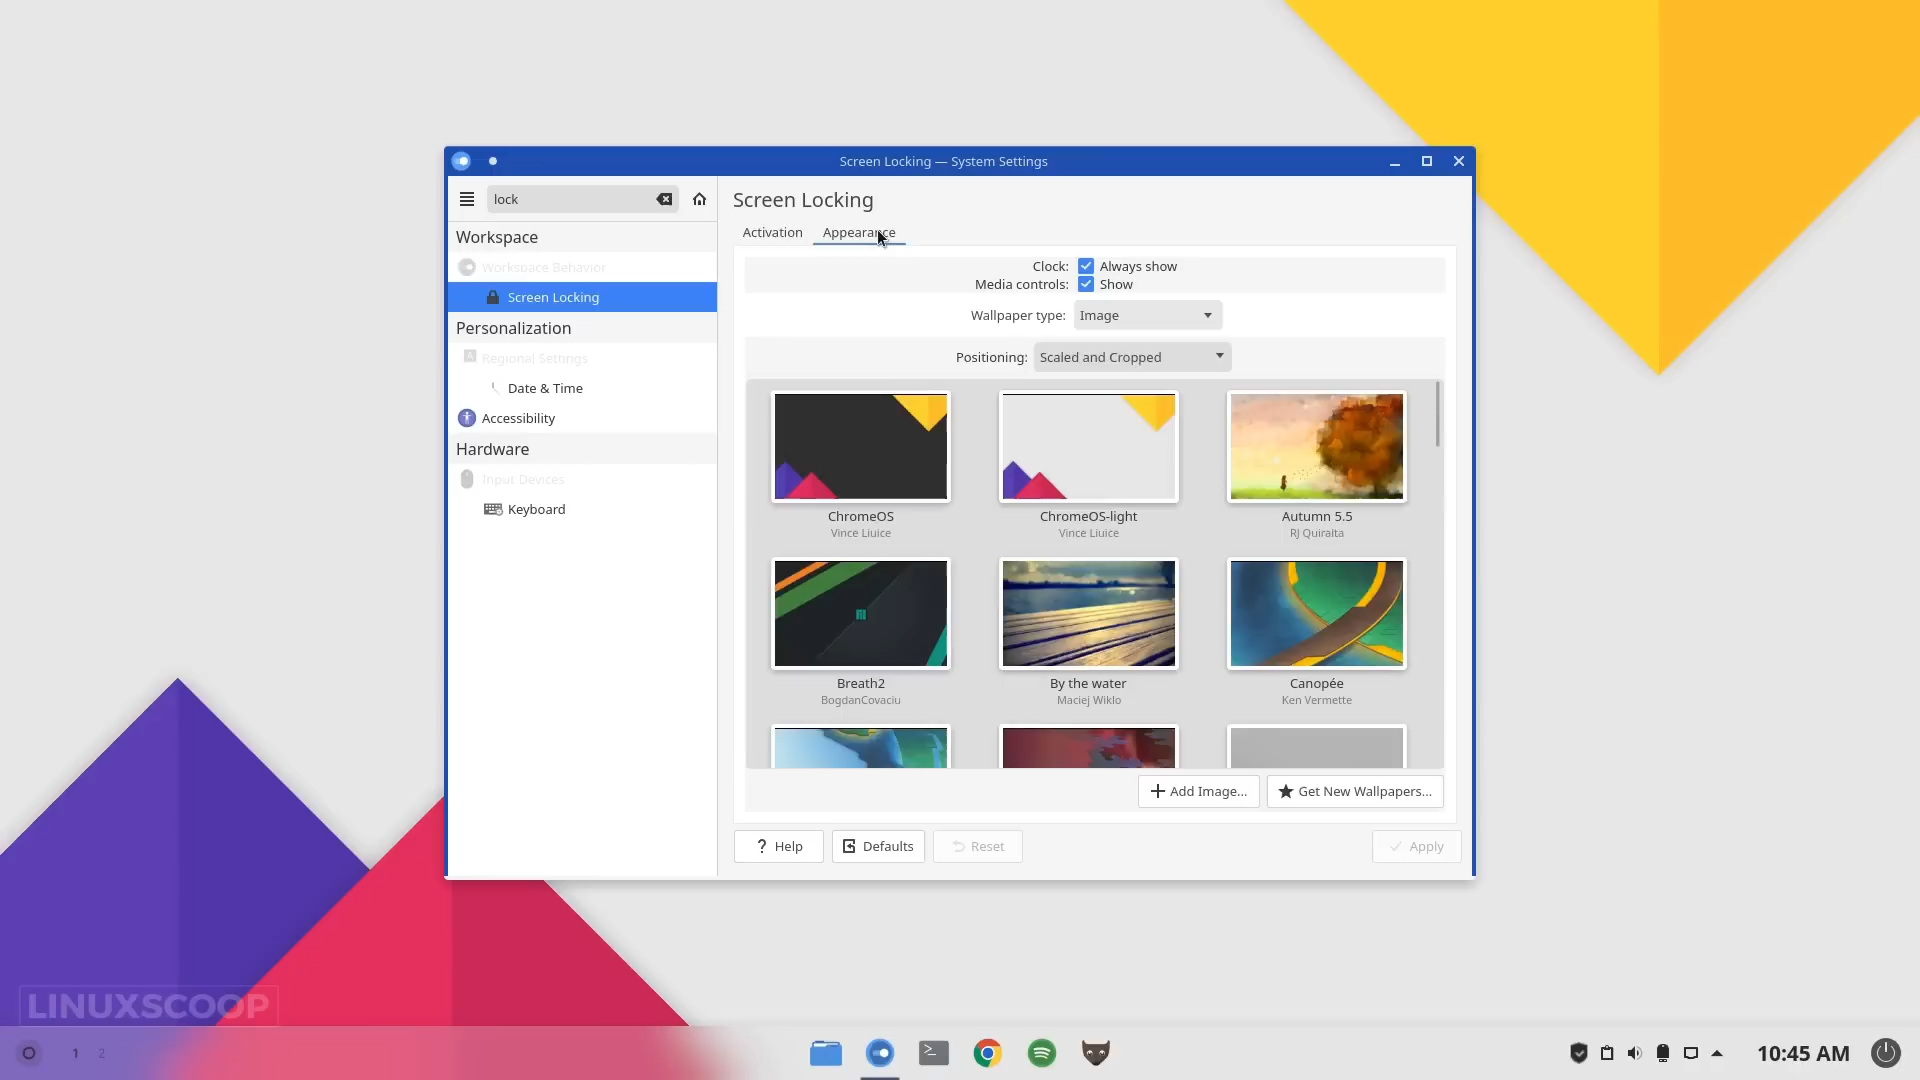 Screen Locking — System Settings
lock
Workspace
Workspace Behavior
Screen Locking
Personalization
Regional Settings
Date & Time
Accessibility
Hardware
Input Devices
Keyboard
Screen Locking
Activation
Appearance
Clock:
Always show
Media controls:
Show
Wallpaper type:
Image
Positioning:
Scaled and Cropped
ChromeOS
Vince Liuice
ChromeOS-light
Vince Liuice
Autumn 5.5
RJ Quiralta
Breath2
BogdanCovaciu
By the water
Maciej Wiklo
Canopée
Ken Vermette
Add Image...
Get New Wallpapers...
? Help
Defaults
Reset
Apply
LINUXSCOOP
1
2
10:45 AM